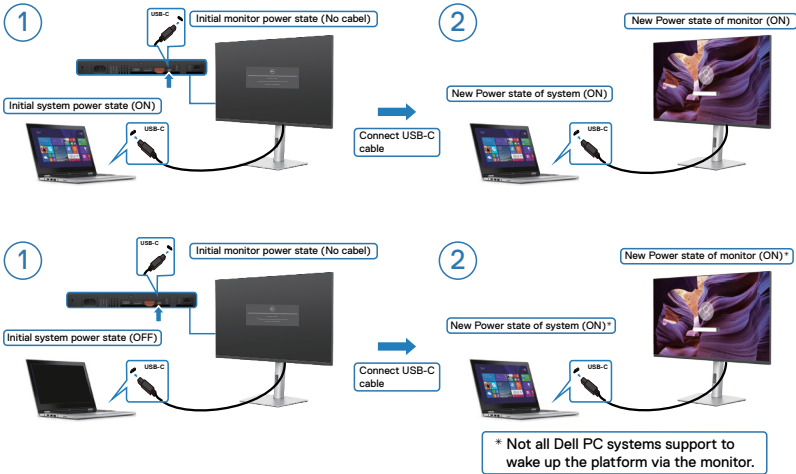 1
USB-C
Initial monitor power state (No cabel)
Initial system power state (ON)
USB-C
Connect USB-C
cable
2
New Power state of monitor (ON)
New Power state of system (ON)
USB-C
1
USB-C
Initial monitor power state (No cabel)
Initial system power state (OFF)
USB-C
Connect USB-C
cable
2
New Power state of monitor (ON)*
New Power state of system (ON)*
USB-C
* Not all Dell PC systems support to
wake up the platform via the monitor.